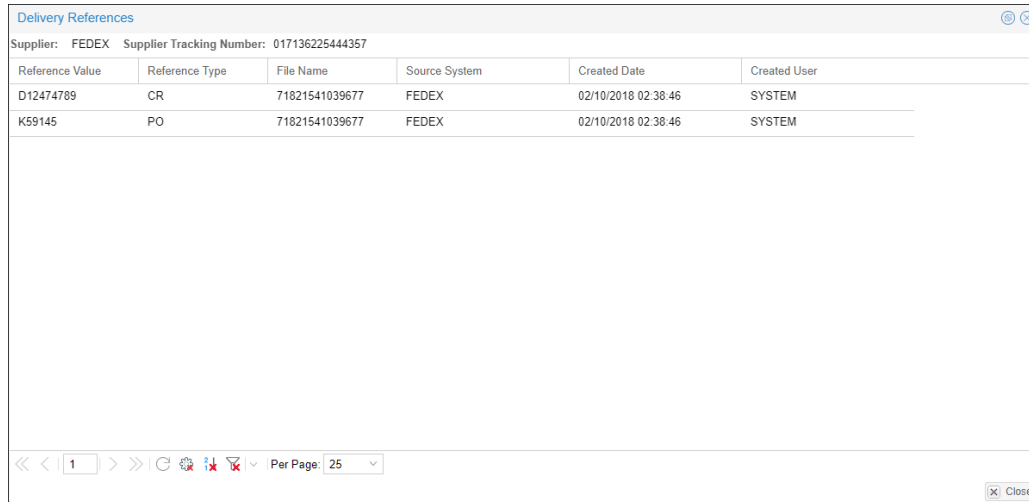 Delivery References
Supplier: FEDEX Supplier Tracking Number: 017136225444357
Reference Value Reference Type File Name Source System Created Date Created User
D12474789 CR 71821541039677 FEDEX 02/10/2018 02:38:46 SYSTEM
K59145 PO 71821541039677 FEDEX 02/10/2018 02:38:46 SYSTEM
1 Per Page: 25
Close